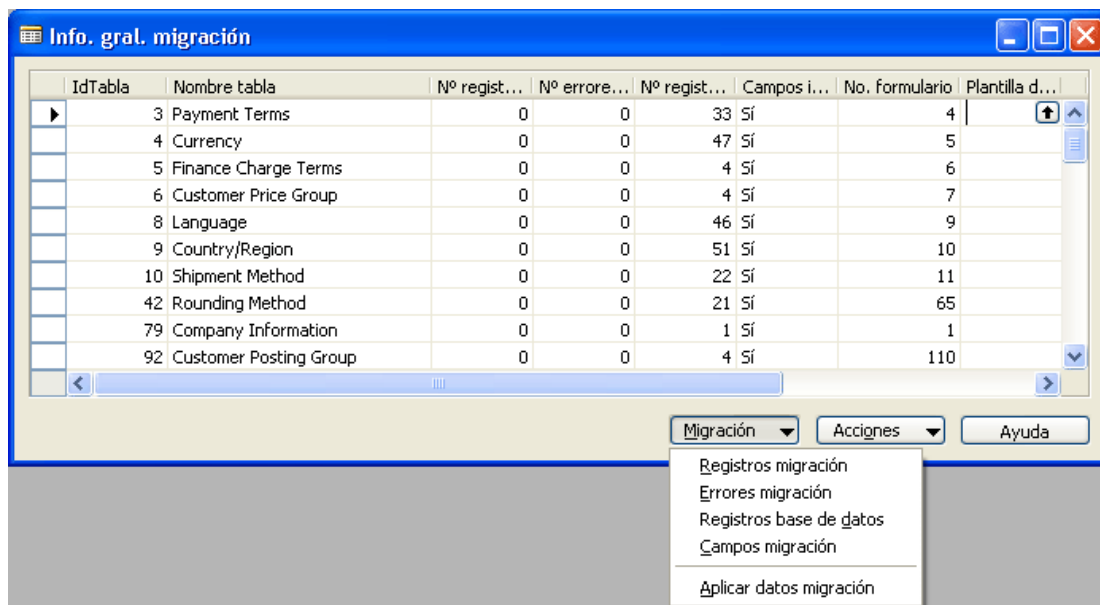 Info. gral. migración
IdTabla Nombre tabla Nº regist... Nº errore... Nº regist... Campos i... No. formulario Plantilla d...
3 Payment Terms 0 0 33 Sí 4
4 Currency 0 0 47 Sí 5
5 Finance Charge Terms 0 0 4 Sí 6
6 Customer Price Group 0 0 4 Sí 7
8 Language 0 0 46 Sí 9
9 Country/Region 0 0 51 Sí 10
10 Shipment Method 0 0 22 Sí 11
42 Rounding Method 0 0 21 Sí 65
79 Company Information 0 0 1 Sí 1
92 Customer Posting Group 0 0 4 Sí 110
Migración Acciones Ayuda
Registros migración
Errores migración
Registros base de datos
Campos migración
Aplicar datos migración